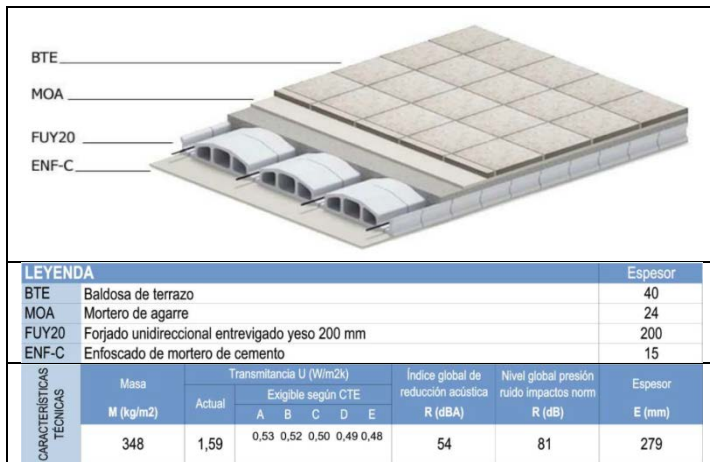 BTE
MOA
FUY20
ENF-C
LEYENDA Espesor
BTE Baldosa de terrazo 40
MOA Mortero de agarre 24
FUY20 Forjado unidireccional entrevigado yeso 200 mm 200
ENF-C Enfoscado de mortero de cemento 15
CARACTERÍSTICAS
TÉCNICAS
Masa
M (kg/m2)
348
Transmitancia U (W/m2k)
Actual
1,59
Exigible según CTE
A B C D E
0,53 0,52 0,50 0,49 0,48
Índice global de
reducción acústica
R (dBA)
54
Nivel global presión
ruido impactos norm
R (dB)
81
Espesor
E (mm)
279